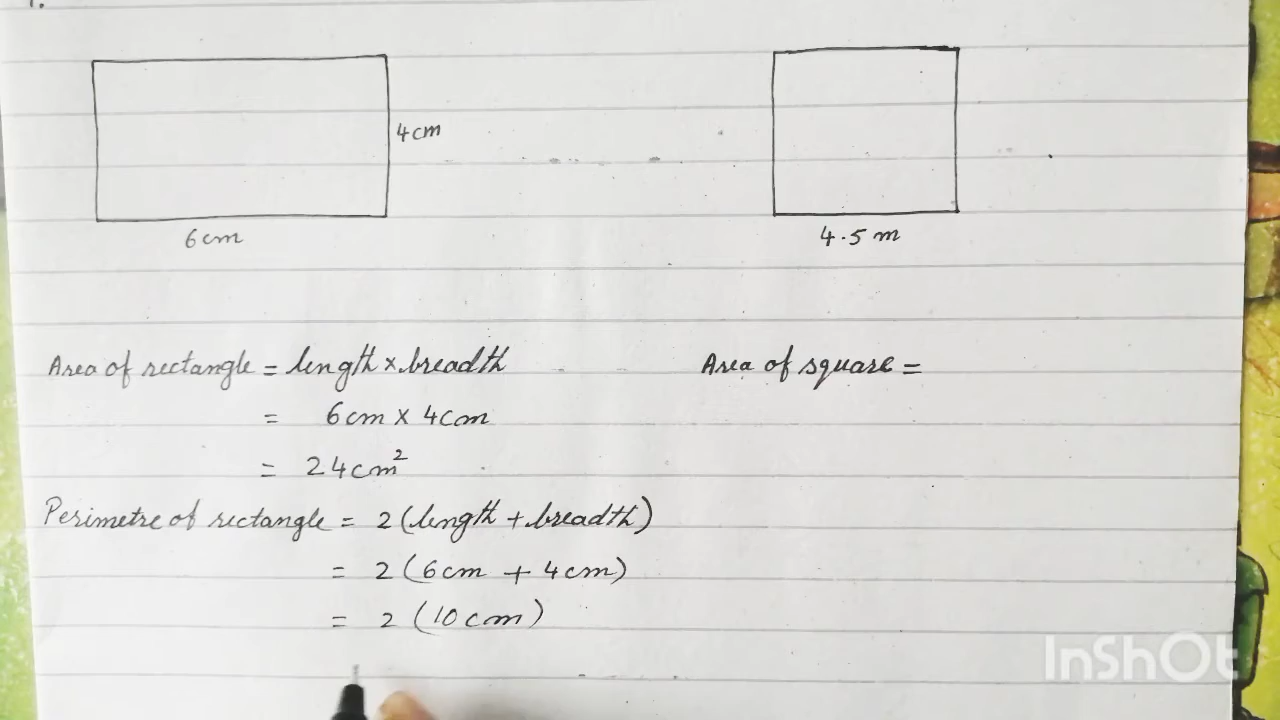 1.
4cm
6cm
4.5 m
Area of rectangle = length × breadth
= 6cm × 4cm
= 24cm²
Perimetre of rectangle = 2 (length + breadth)
= 2 (6cm + 4cm)
= 2 (10cm)
Area of square =
InShOt